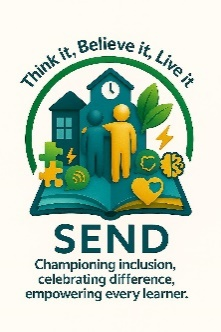 Think it, Believe it, Live it
SEND
Championing inclusion,
celebrating difference,
empowering every learner.